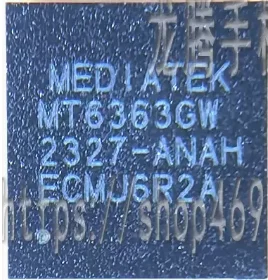 MEDIATEK
MT6363GW
2327-ANAH
ECMJ6R2A
https://shop469